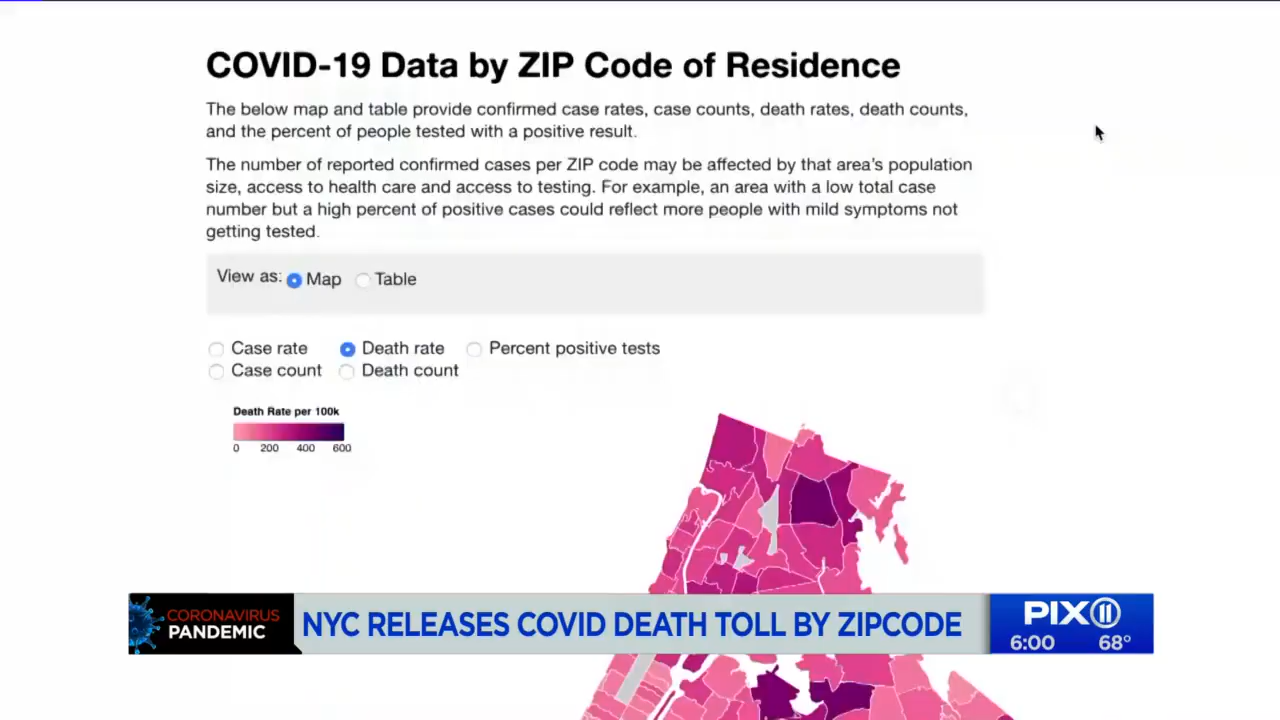 COVID-19 Data by ZIP Code of Residence
The below map and table provide confirmed case rates, case counts, death rates, death counts,
and the percent of people tested with a positive result.
The number of reported confirmed cases per ZIP code may be affected by that area's population
size, access to health care and access to testing. For example, an area with a low total case
number but a high percent of positive cases could reflect more people with mild symptoms not
getting tested.
View as: Map Table
Case rate Death rate Percent positive tests
Case count Death count
Death Rate per 100k
0 200 400 600
CORONAVIRUS
PANDEMIC
NYC RELEASES COVID DEATH TOLL BY ZIPCODE
PIX11
6:00 68°